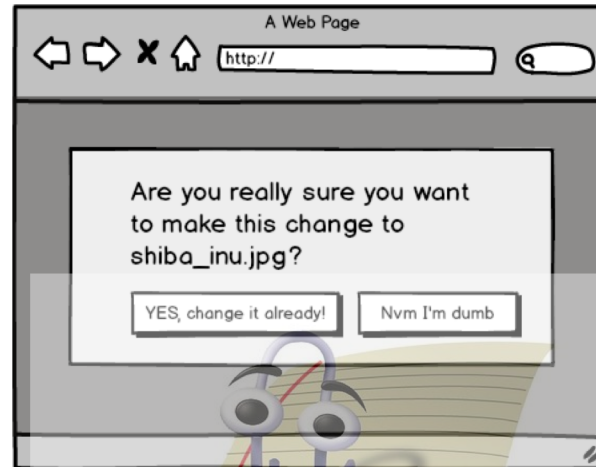 A Web Page
http://
Are you really sure you want
to make this change to
shiba_inu.jpg?
YES, change it already!
Nvm I'm dumb